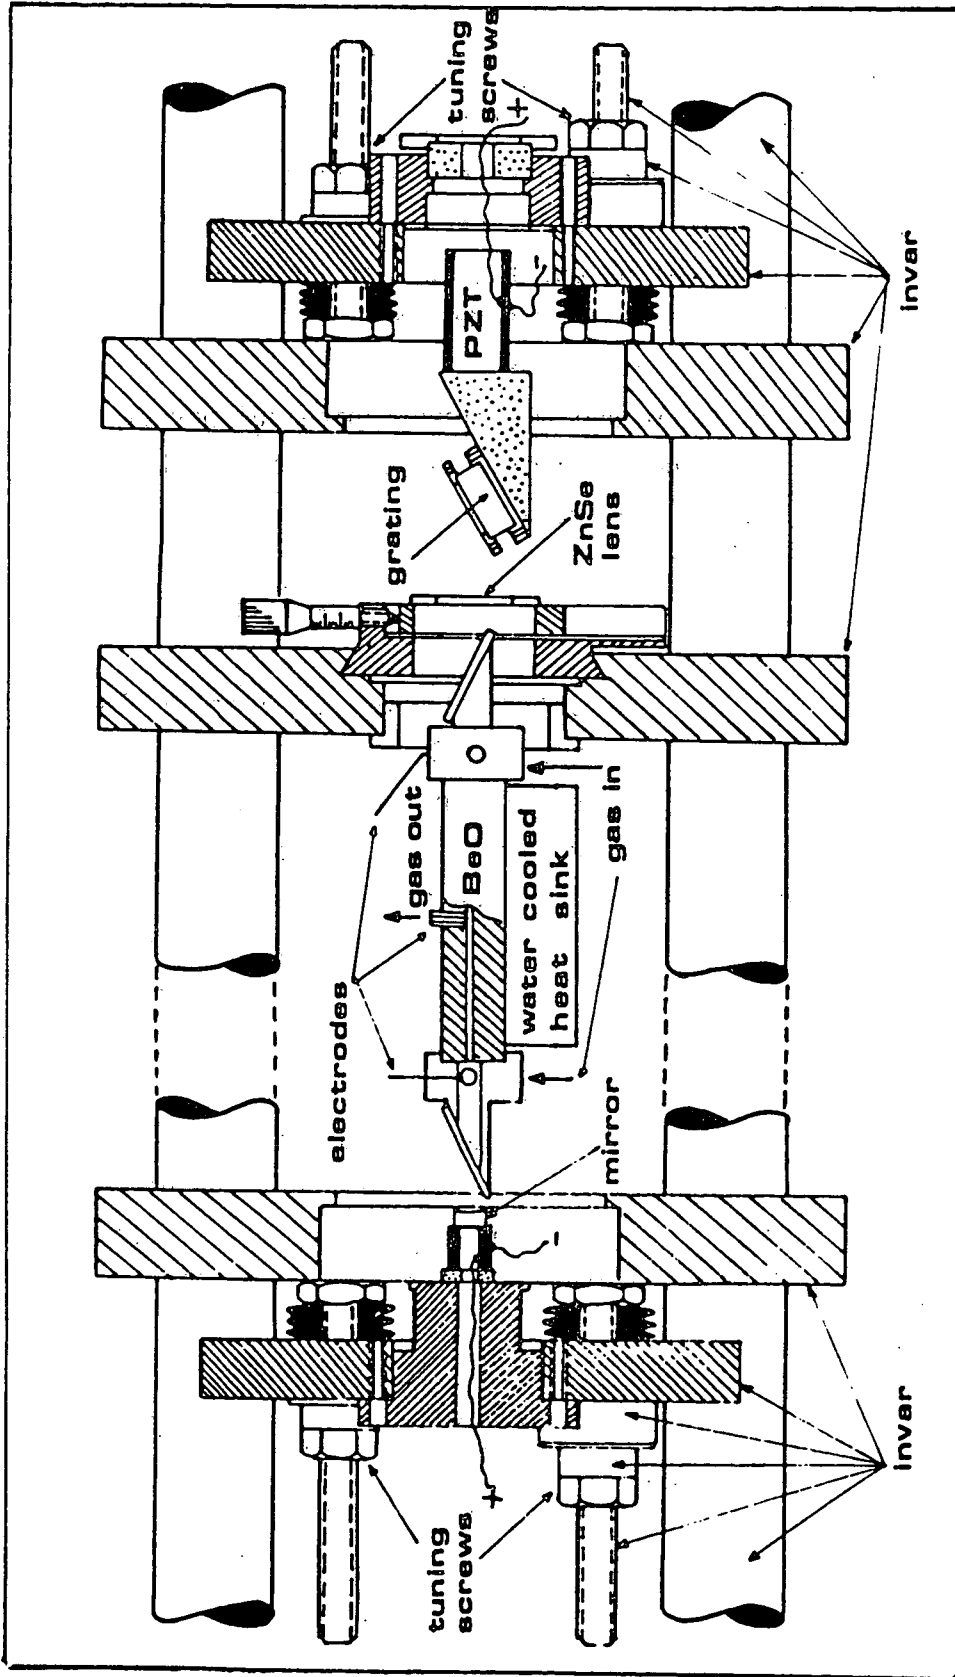 tuning
screws
+
-
PZT
invar
grating
ZnSe
lens
gas out
BeO
water cooled
heat sink
gas in
electrodes
mirror
-
+
tuning
screws
invar